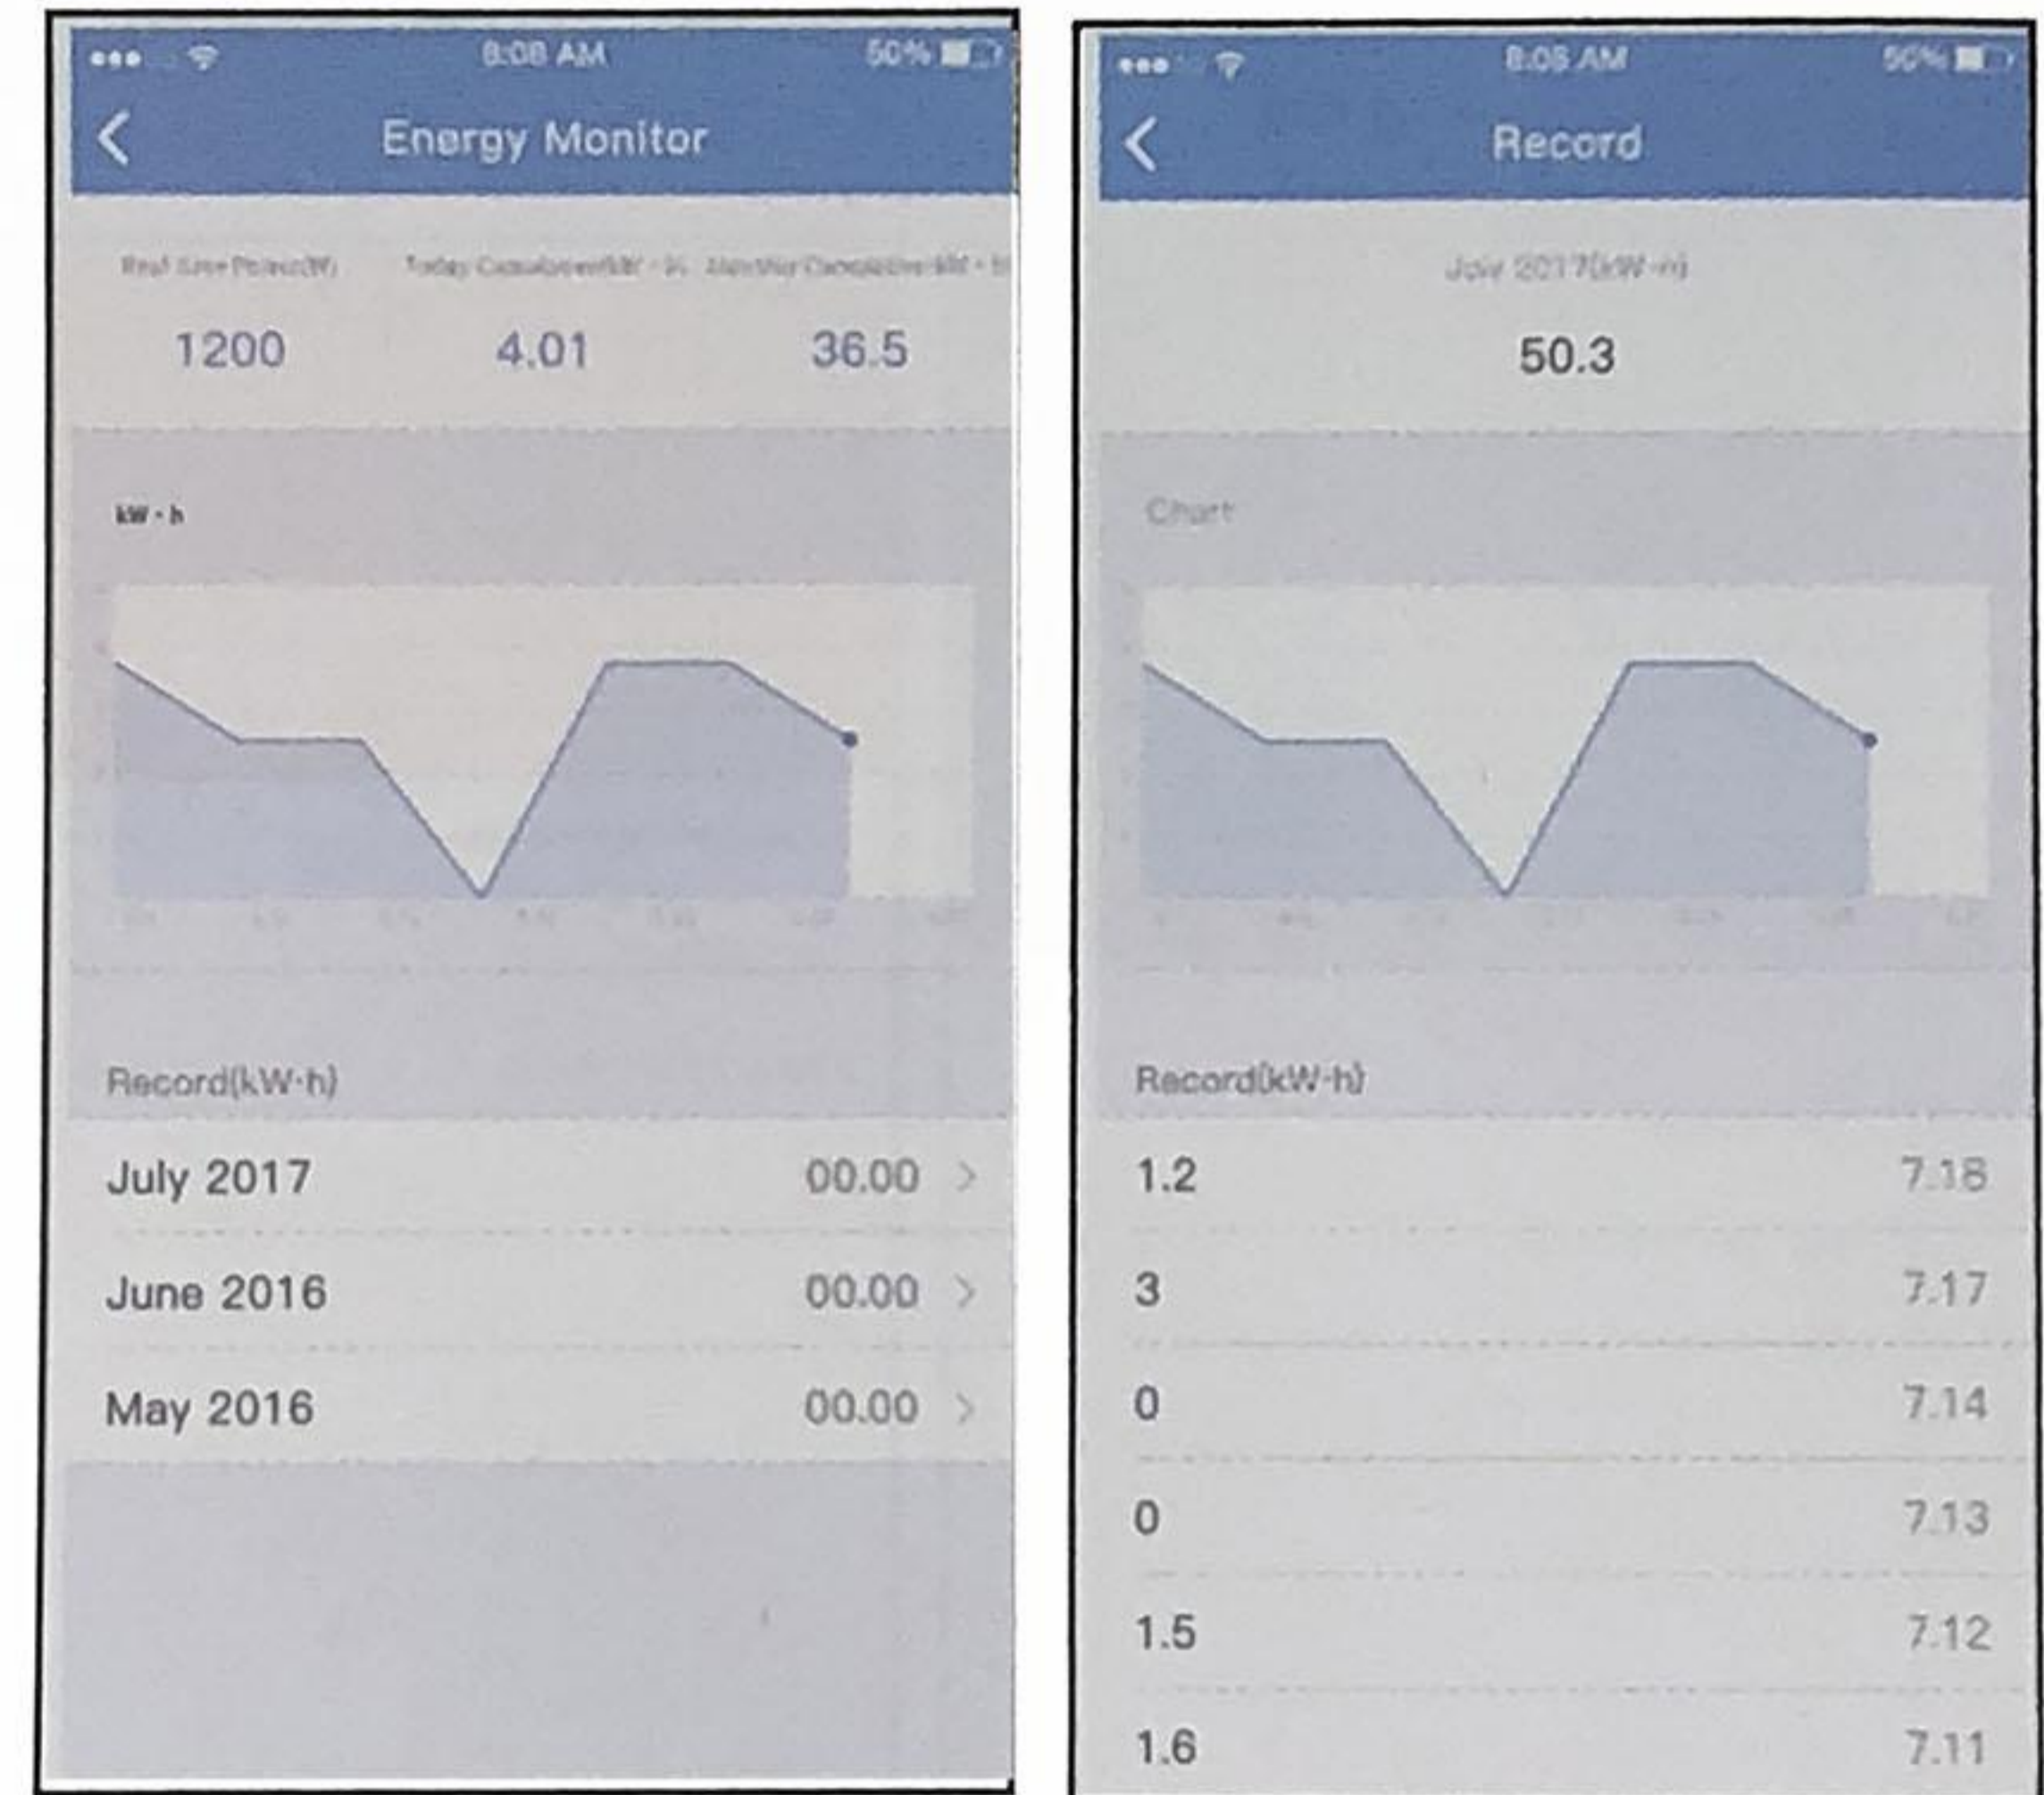 8:08 AM
50%
Energy Monitor
1200
4.01
36.5
kW·h
Record(kW·h)
July 2017 00.00
June 2016 00.00
May 2016 00.00
8:08 AM
50%
Record
2017(kW·h)
50.3
Chart
Record(kW·h)
1.2 7.18
3 7.17
0 7.14
0 7.13
1.5 7.12
1.6 7.11